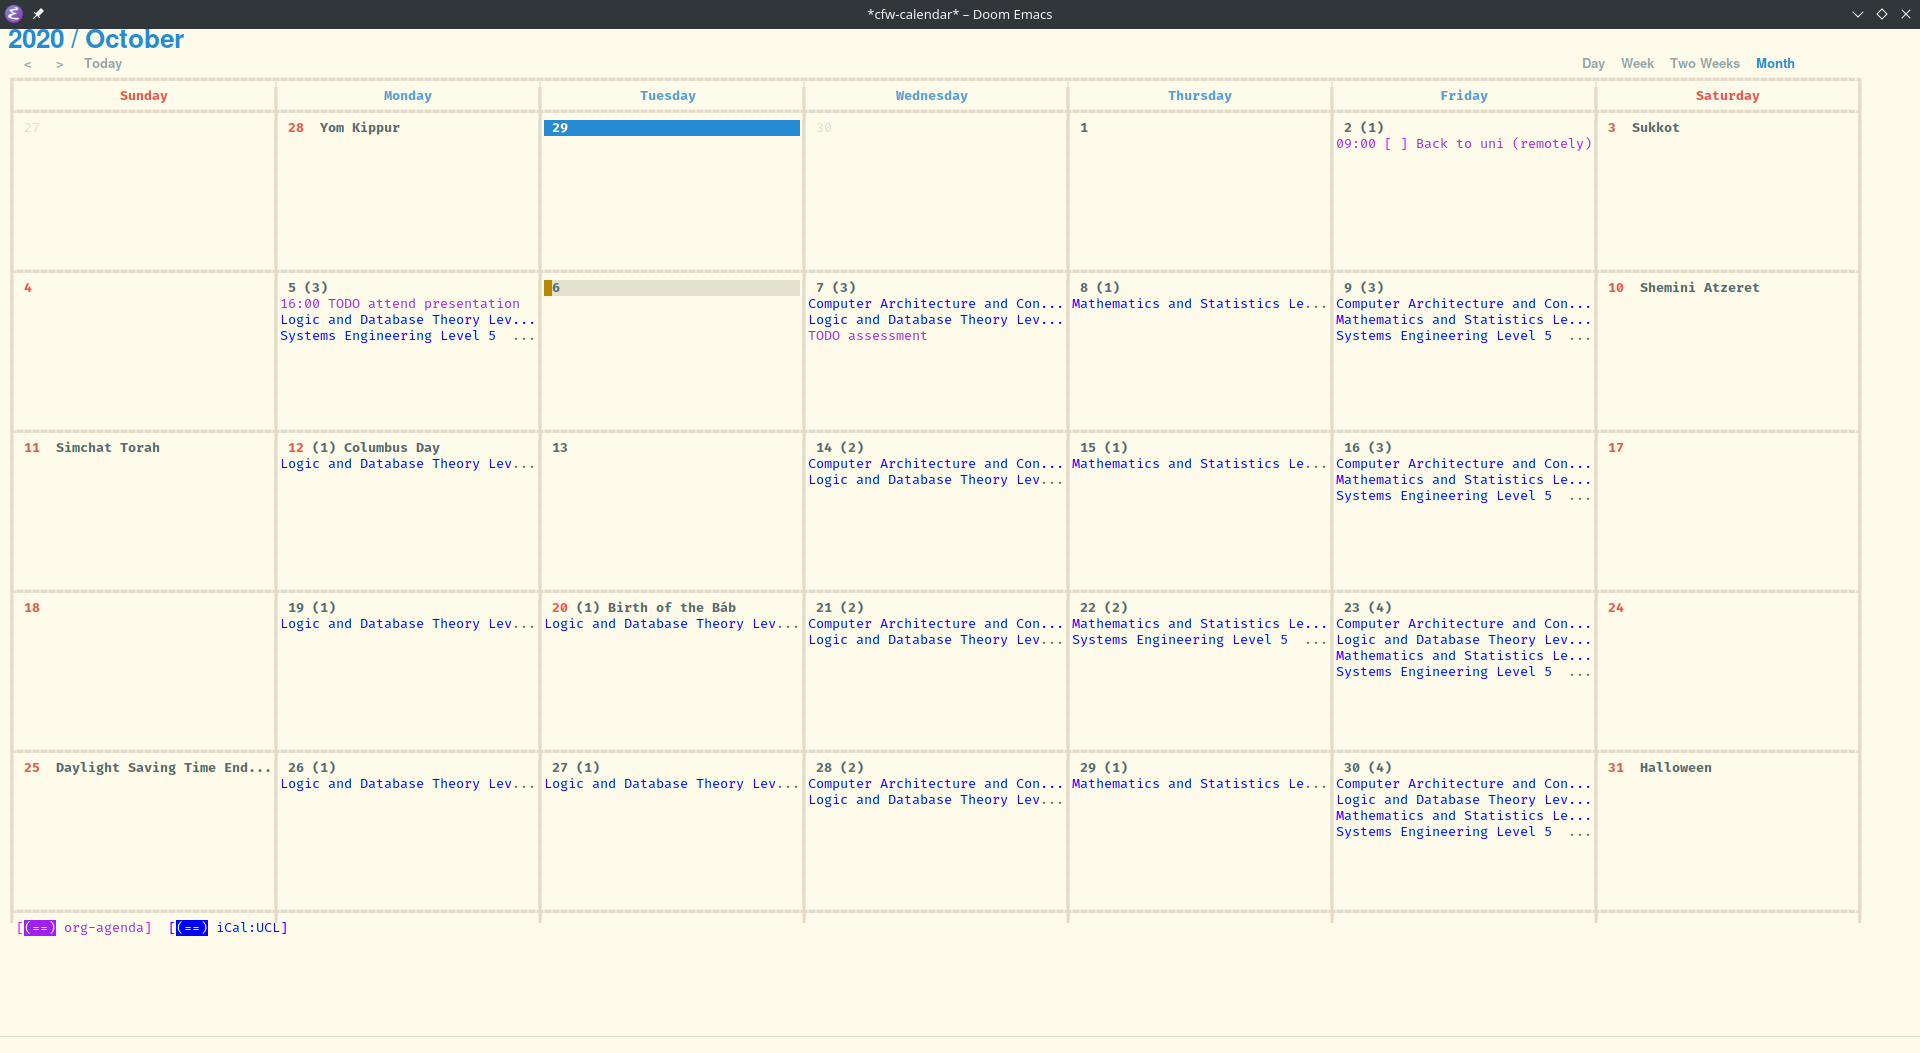 *cfw-calendar* – Doom Emacs
2020 / October
< > Today Day Week Two Weeks Month
Sunday Monday Tuesday Wednesday Thursday Friday Saturday
27 28 Yom Kippur 29 30 1 2 (1) 3 Sukkot
09:00 [ ] Back to uni (remotely)
4 5 (3) 6 7 (3) 8 (1) 9 (3) 10 Shemini Atzeret
16:00 TODO attend presentation Computer Architecture and Con... Mathematics and Statistics Le... Computer Architecture and Con...
Logic and Database Theory Lev... Logic and Database Theory Lev... Mathematics and Statistics Le...
Systems Engineering Level 5 ... TODO assessment Systems Engineering Level 5 ...
11 Simchat Torah 12 (1) Columbus Day 13 14 (2) 15 (1) 16 (3) 17
Logic and Database Theory Lev... Computer Architecture and Con... Mathematics and Statistics Le... Computer Architecture and Con...
Logic and Database Theory Lev... Mathematics and Statistics Le...
Systems Engineering Level 5 ...
18 19 (1) 20 (1) Birth of the Báb 21 (2) 22 (2) 23 (4) 24
Logic and Database Theory Lev... Logic and Database Theory Lev... Computer Architecture and Con... Mathematics and Statistics Le... Computer Architecture and Con...
Logic and Database Theory Lev... Systems Engineering Level 5 ... Logic and Database Theory Lev...
Mathematics and Statistics Le...
Systems Engineering Level 5 ...
25 Daylight Saving Time End... 26 (1) 27 (1) 28 (2) 29 (1) 30 (4) 31 Halloween
Logic and Database Theory Lev... Logic and Database Theory Lev... Computer Architecture and Con... Mathematics and Statistics Le... Computer Architecture and Con...
Logic and Database Theory Lev... Logic and Database Theory Lev...
Mathematics and Statistics Le...
Systems Engineering Level 5 ...
[(==) org-agenda] [(==) iCal:UCL]